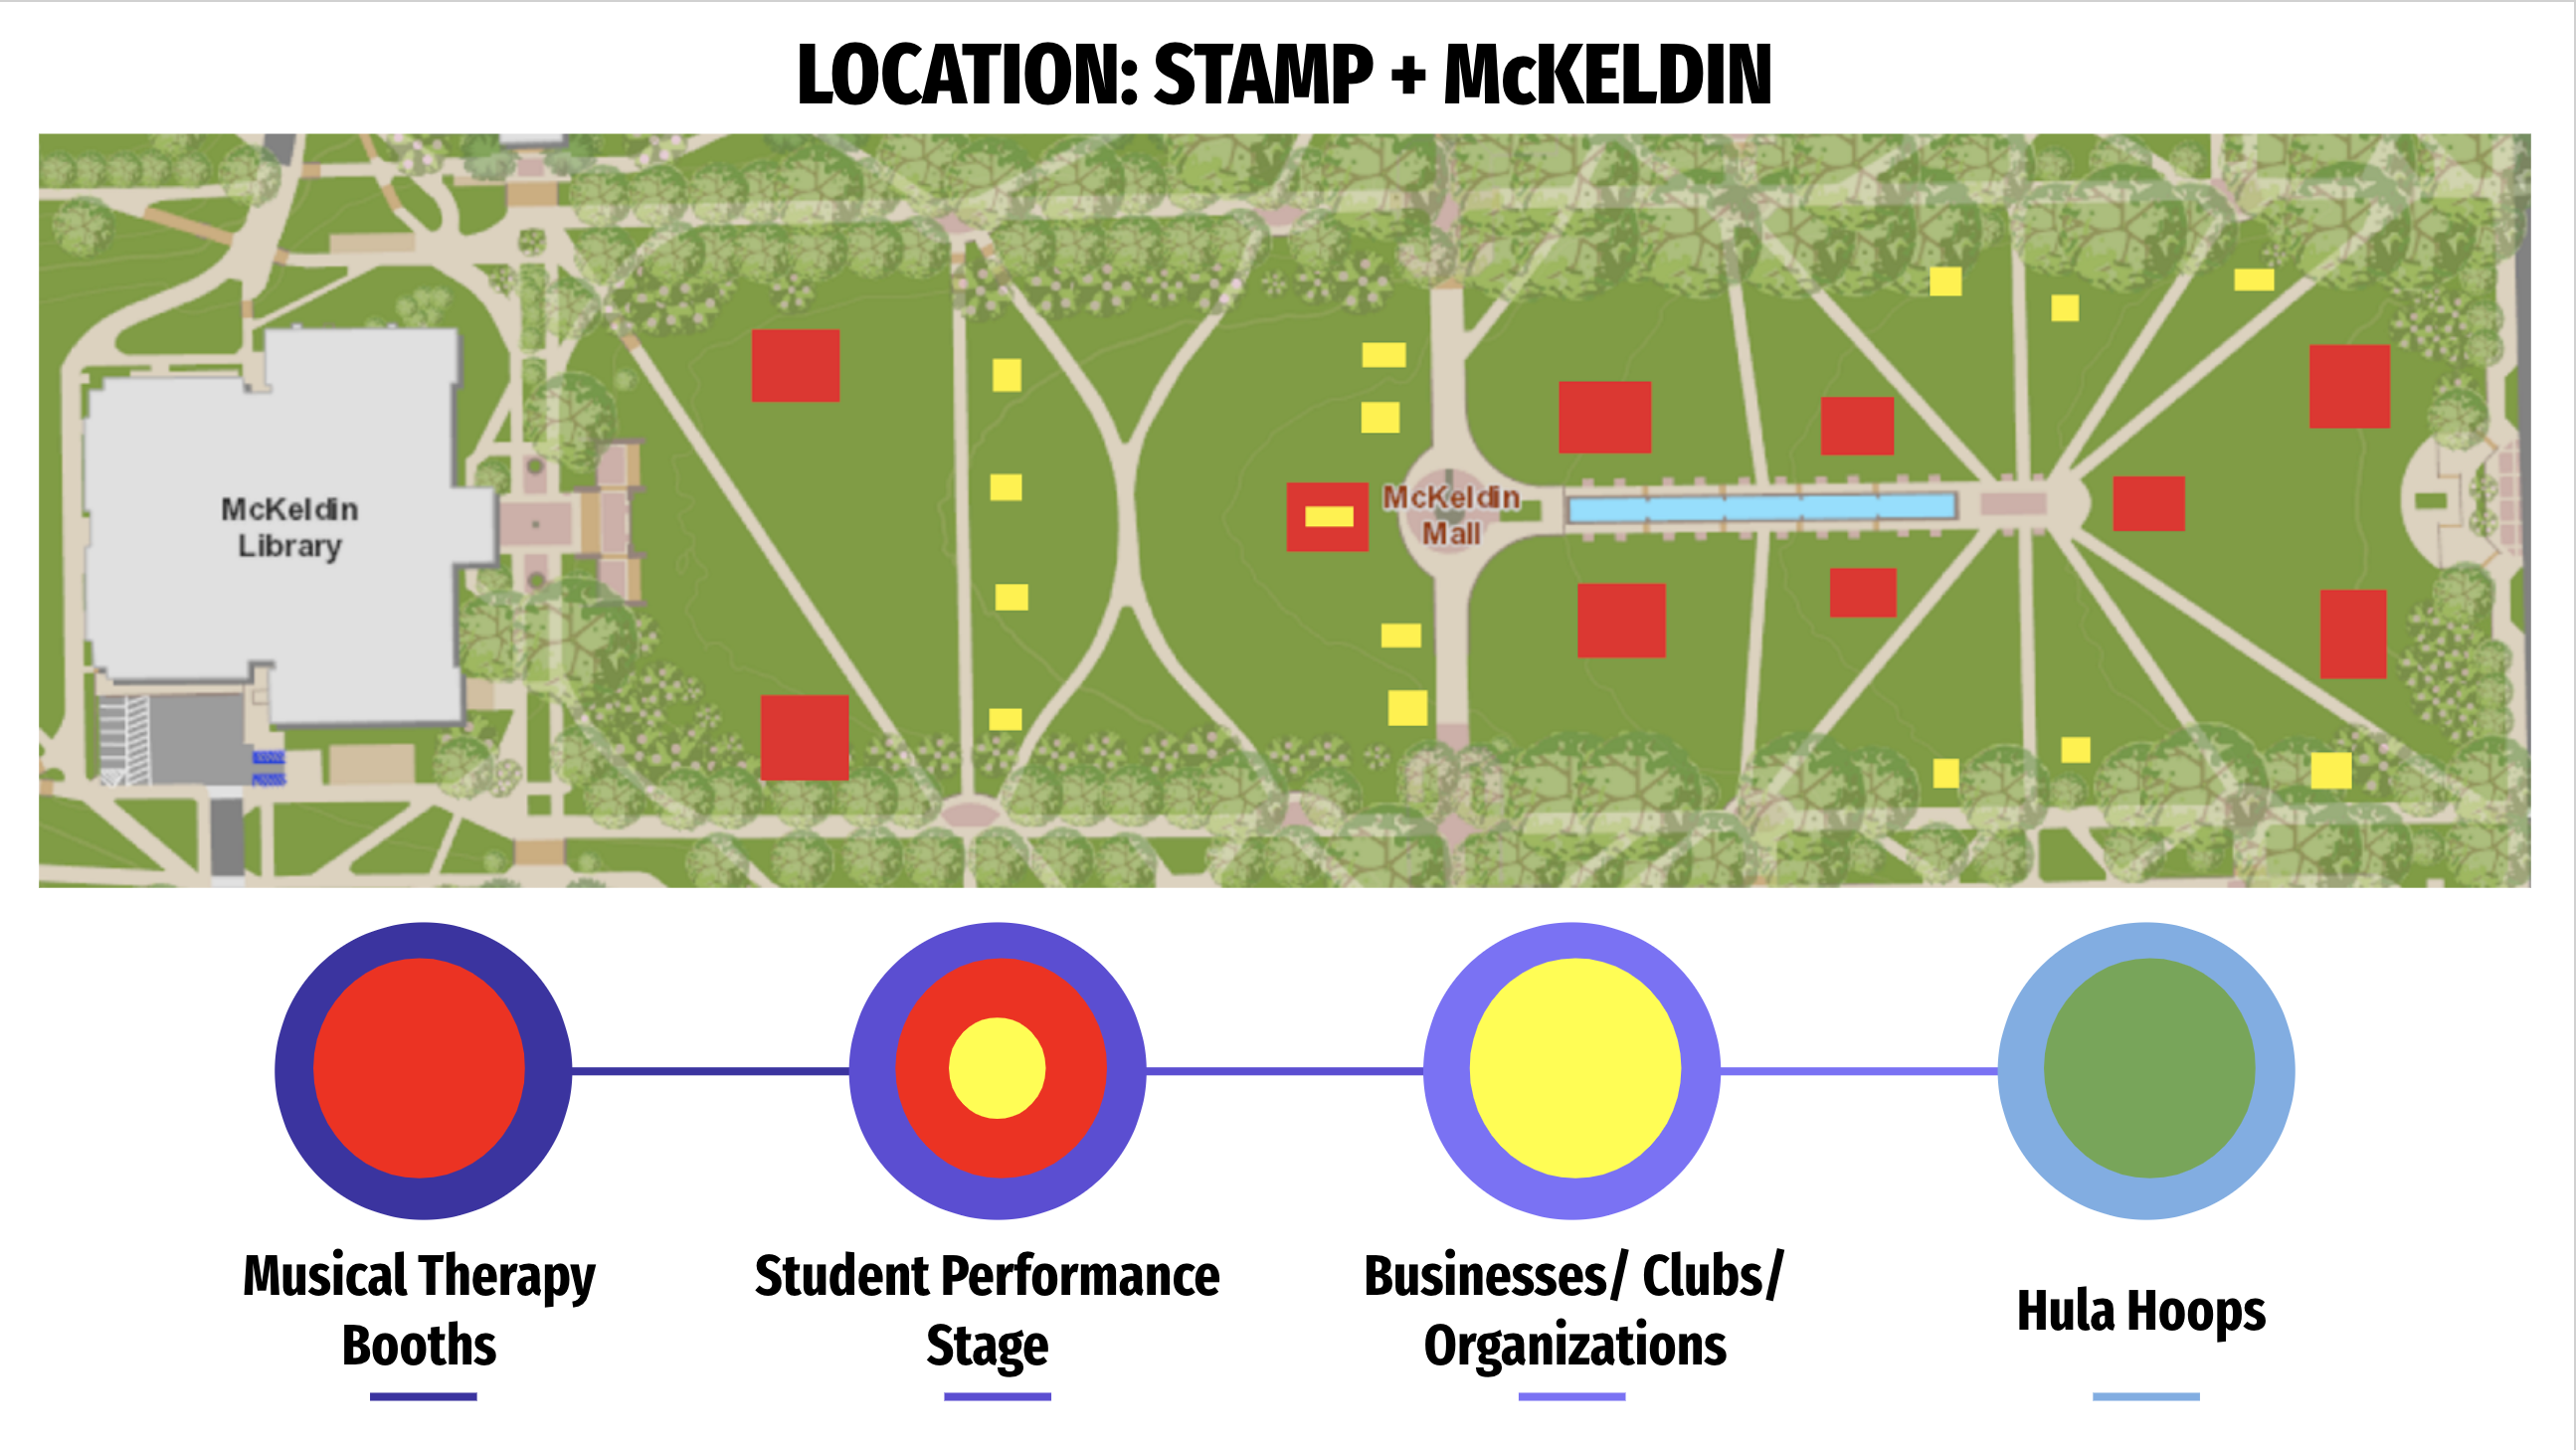 LOCATION: STAMP + McKELDIN
McKeldin
Library
McKeldin
Mall
Musical Therapy
Booths
Student Performance
Stage
Businesses/ Clubs/
Organizations
Hula Hoops